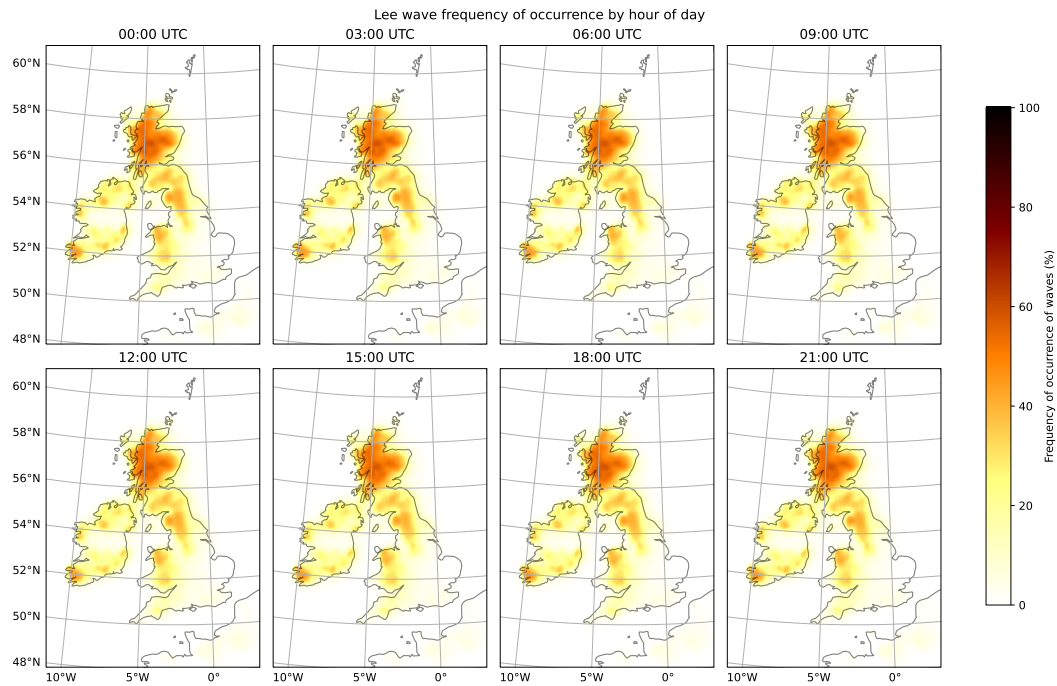 Lee wave frequency of occurrence by hour of day
00:00 UTC
03:00 UTC
06:00 UTC
09:00 UTC
60°N
58°N
56°N
54°N
52°N
50°N
48°N
12:00 UTC
15:00 UTC
18:00 UTC
21:00 UTC
60°N
58°N
56°N
54°N
52°N
50°N
48°N
10°W 5°W 0°
10°W 5°W 0°
10°W 5°W 0°
10°W 5°W 0°
100
80
60
40
20
0
Frequency of occurrence of waves (%)